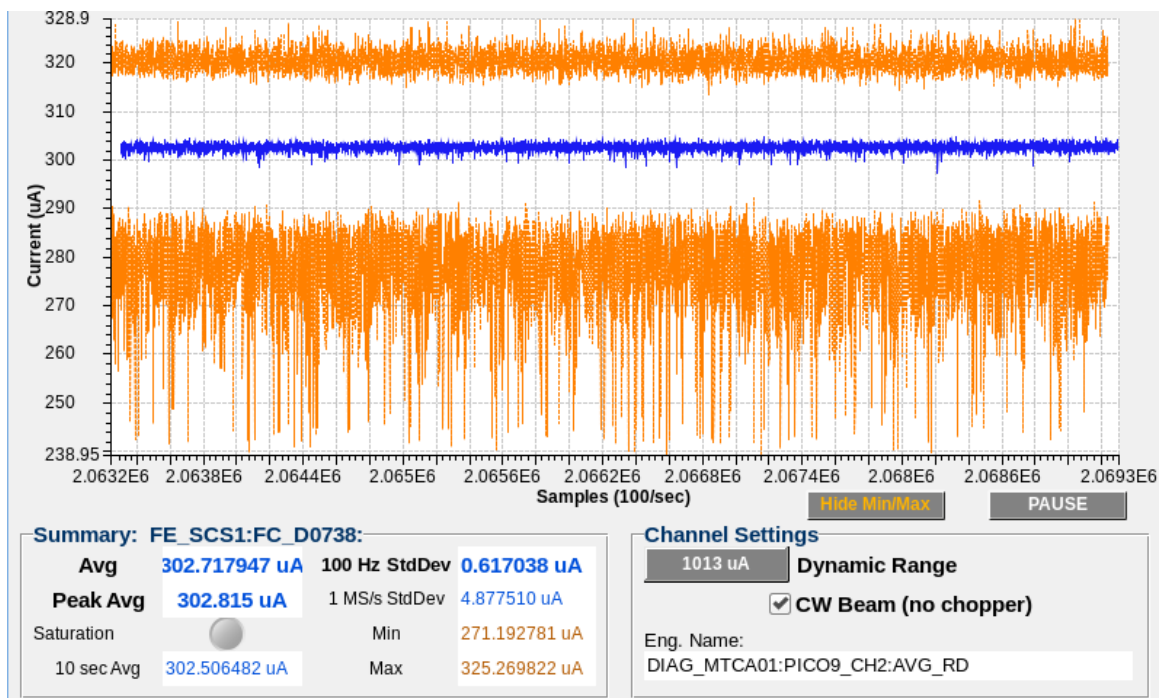 328.9
320
310
300
290
280
270
260
250
238.95
Current (uA)
2.0632E6 2.0638E6 2.0644E6 2.065E6 2.0656E6 2.0662E6 2.0668E6 2.0674E6 2.068E6 2.0686E6 2.0693E6
Samples (100/sec)
Hide Min/Max PAUSE
Summary: FE_SCS1:FC_D0738:
Avg 302.717947 uA 100 Hz StdDev 0.617038 uA
Peak Avg 302.815 uA 1 MS/s StdDev 4.877510 uA
Saturation Min 271.192781 uA
10 sec Avg 302.506482 uA Max 325.269822 uA
Channel Settings
1013 uA Dynamic Range
CW Beam (no chopper)
Eng. Name:
DIAG_MTCA01:PICO9_CH2:AVG_RD